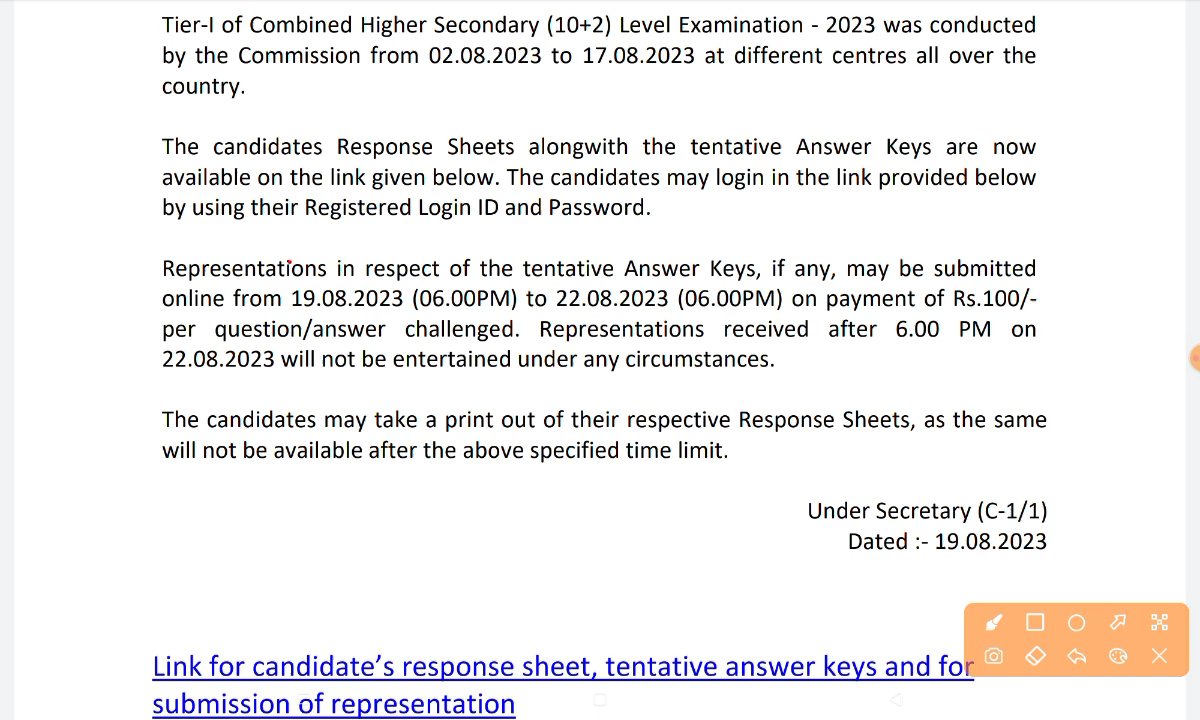 Tier-I of Combined Higher Secondary (10+2) Level Examination - 2023 was conducted
by the Commission from 02.08.2023 to 17.08.2023 at different centres all over the
country.
The candidates Response Sheets alongwith the tentative Answer Keys are now
available on the link given below. The candidates may login in the link provided below
by using their Registered Login ID and Password.
Representations in respect of the tentative Answer Keys, if any, may be submitted
online from 19.08.2023 (06.00PM) to 22.08.2023 (06.00PM) on payment of Rs.100/-
per question/answer challenged. Representations received after 6.00 PM on
22.08.2023 will not be entertained under any circumstances.
The candidates may take a print out of their respective Response Sheets, as the same
will not be available after the above specified time limit.
Under Secretary (C-1/1)
Dated :- 19.08.2023
Link for candidate’s response sheet, tentative answer keys and for
submission of representation